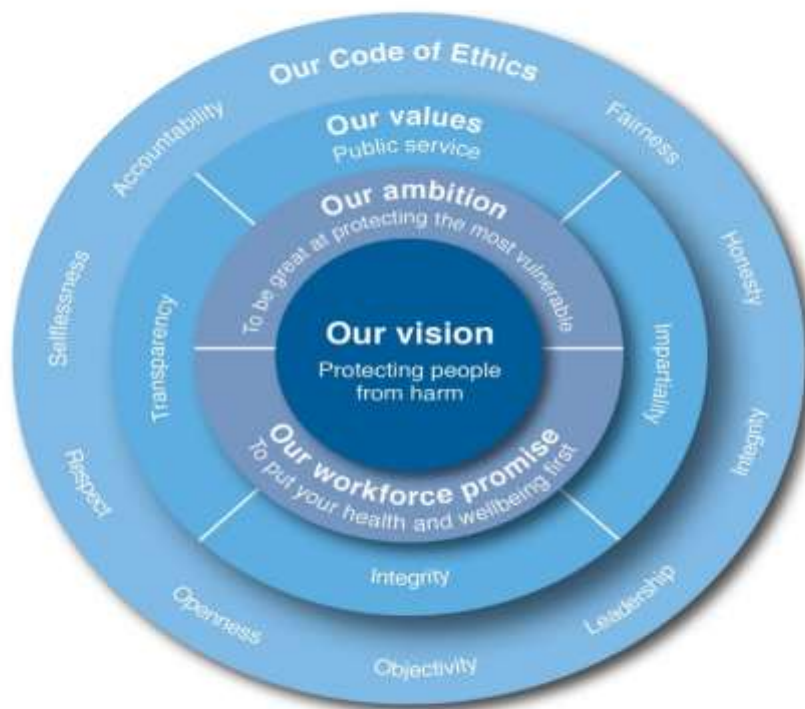 Our Code of Ethics
Accountability
Fairness
Selflessness
Honesty
Respect
Integrity
Openness
Leadership
Objectivity
Our values
Public service
Transparency
Impartiality
Integrity
Our ambition
To be great at protecting the most vulnerable
Our vision
Protecting people
from harm
Our workforce promise
To put your health and wellbeing first